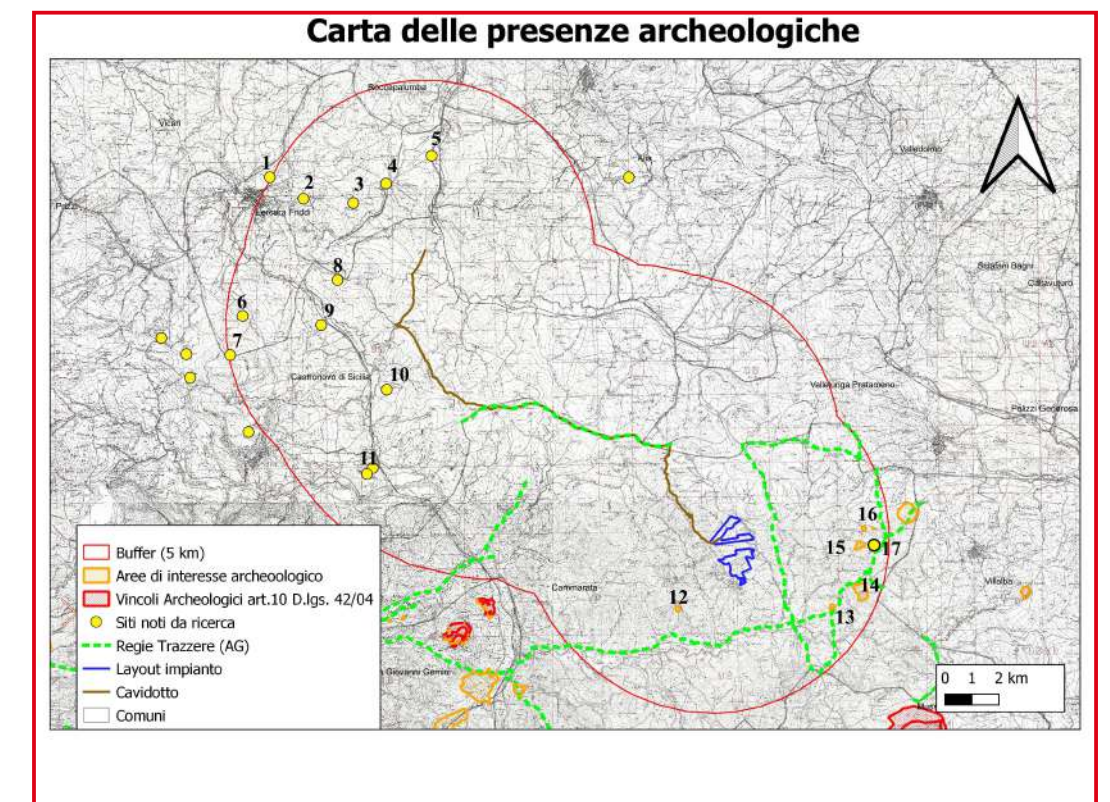 Carta delle presenze archeologiche
Roccapalumba
Vicari
Valledolmo
1
2
3
4
5
Alia
Lercara Friddi
Sclafani Bagni
Caltavuturo
8
6
9
7
Castronovo di Sicilia
10
Vallelunga Pratameno
Polizzi Generosa
11
16
15
17
Cammarata
Villalba
12
14
13
Buffer (5 km)
Aree di interesse archeoologico
Vincoli Archeologici art.10 D.lgs. 42/04
Siti noti da ricerca
Regie Trazzere (AG)
Layout impianto
Cavidotto
Comuni
Giovanni Gemini
0 1 2 km